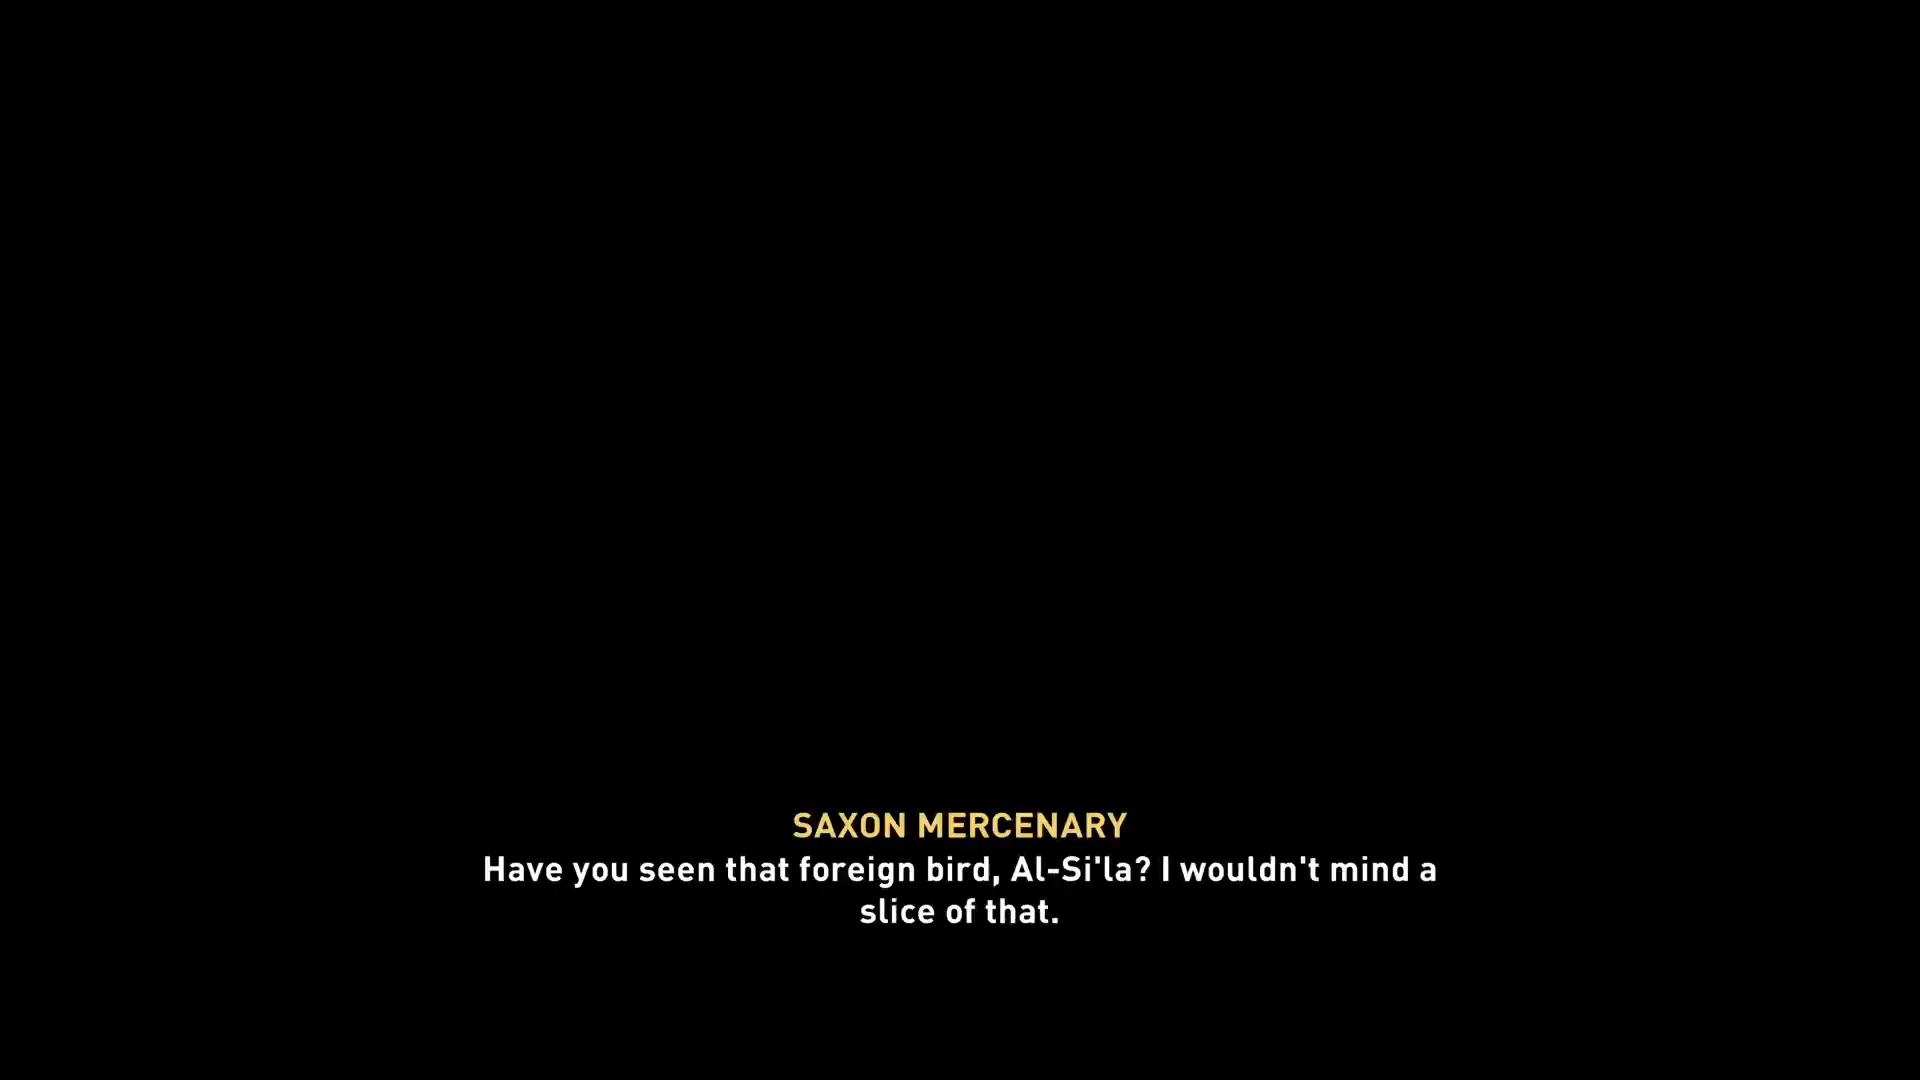 SAXON MERCENARY
Have you seen that foreign bird, Al-Si'la? I wouldn't mind a
slice of that.